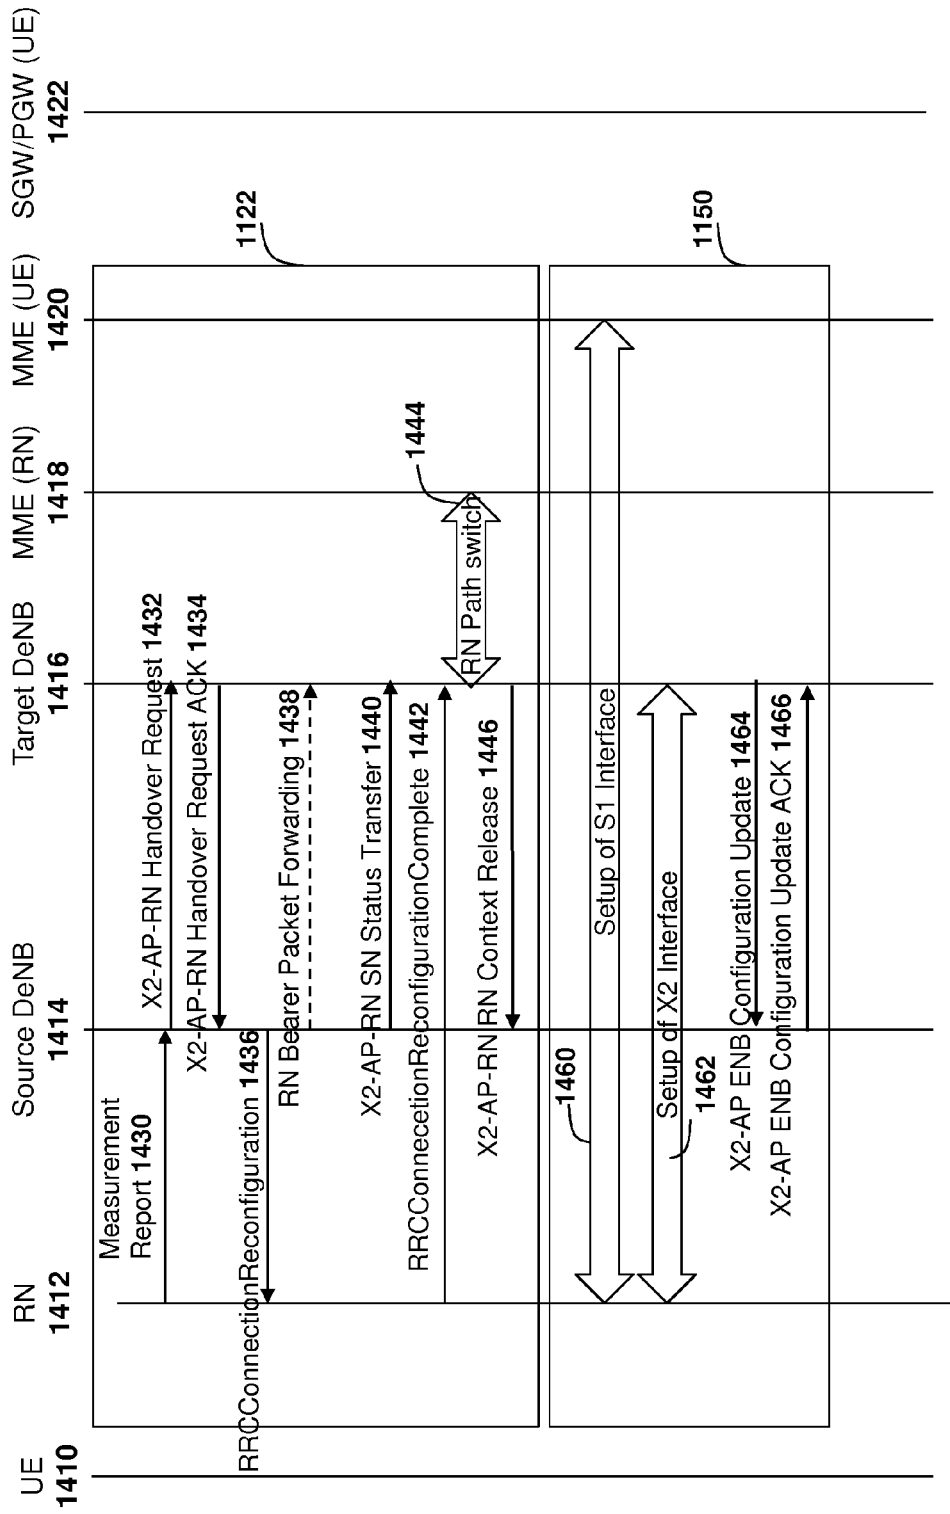 UE
1410
RN
1412
Source DeNB
1414
Target DeNB
1416
MME (RN)
1418
MME (UE)
1420
SGW/PGW (UE)
1422
1122
Measurement
Report 1430
X2-AP-RN Handover Request 1432
X2-AP-RN Handover Request ACK 1434
RRCConnectionReconfiguration 1436
RN Bearer Packet Forwarding 1438
X2-AP-RN SN Status Transfer 1440
RRCConnecetionReconfigurationComplete 1442
RN Path switch
1444
X2-AP-RN RN Context Release 1446
1150
1460
Setup of S1 Interface
Setup of X2 Interface
1462
X2-AP ENB Configuration Update 1464
X2-AP ENB Configuration Update ACK 1466